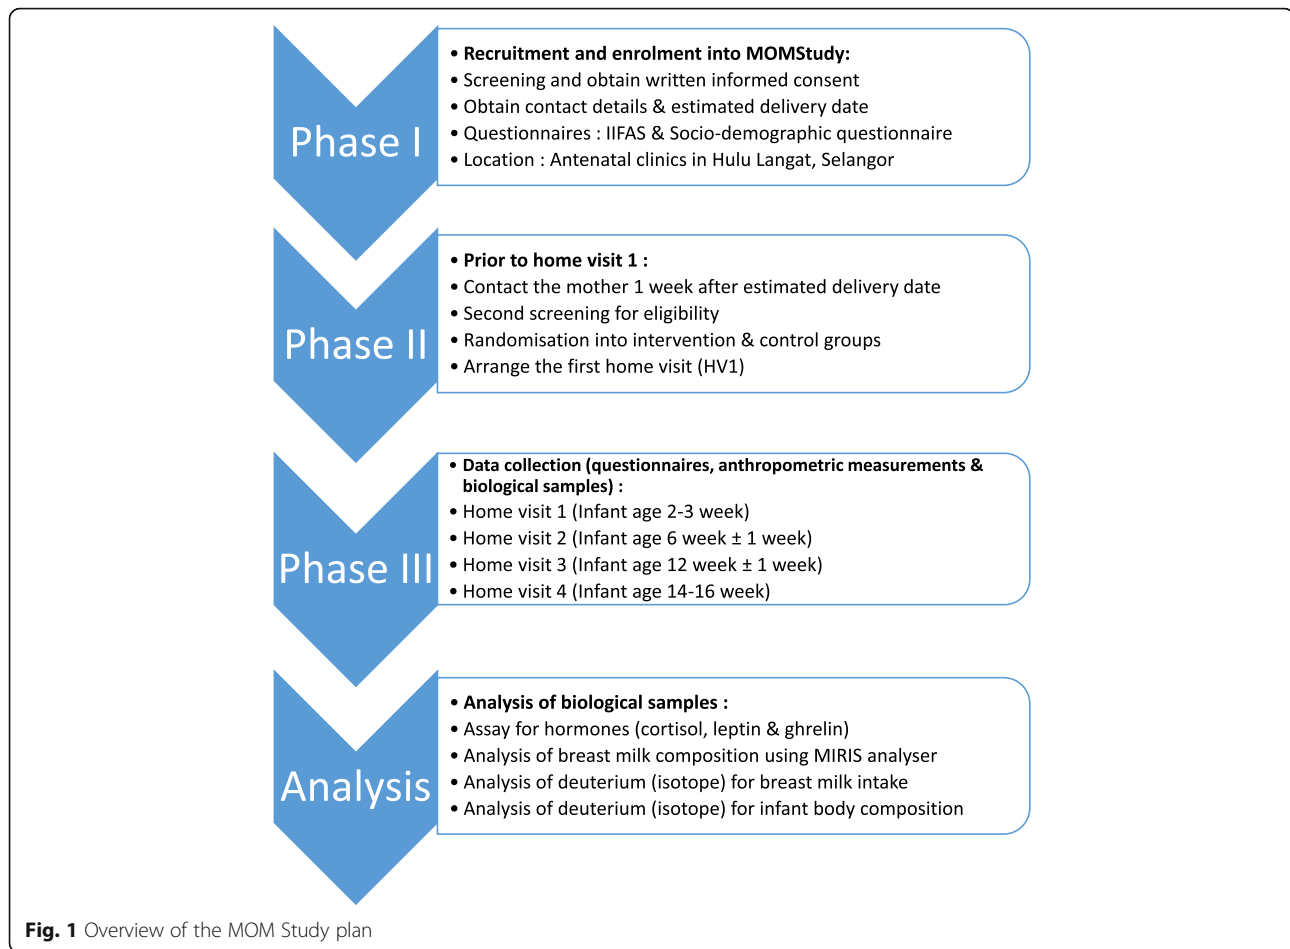 Phase I
• Recruitment and enrolment into MOMStudy:
• Screening and obtain written informed consent
• Obtain contact details & estimated delivery date
• Questionnaires : IIFAS & Socio-demographic questionnaire
• Location : Antenatal clinics in Hulu Langat, Selangor
Phase II
• Prior to home visit 1 :
• Contact the mother 1 week after estimated delivery date
• Second screening for eligibility
• Randomisation into intervention & control groups
• Arrange the first home visit (HV1)
Phase III
• Data collection (questionnaires, anthropometric measurements &
biological samples) :
• Home visit 1 (Infant age 2-3 week)
• Home visit 2 (Infant age 6 week ± 1 week)
• Home visit 3 (Infant age 12 week ± 1 week)
• Home visit 4 (Infant age 14-16 week)
Analysis
• Analysis of biological samples :
• Assay for hormones (cortisol, leptin & ghrelin)
• Analysis of breast milk composition using MIRIS analyser
• Analysis of deuterium (isotope) for breast milk intake
• Analysis of deuterium (isotope) for infant body composition
Fig. 1 Overview of the MOM Study plan